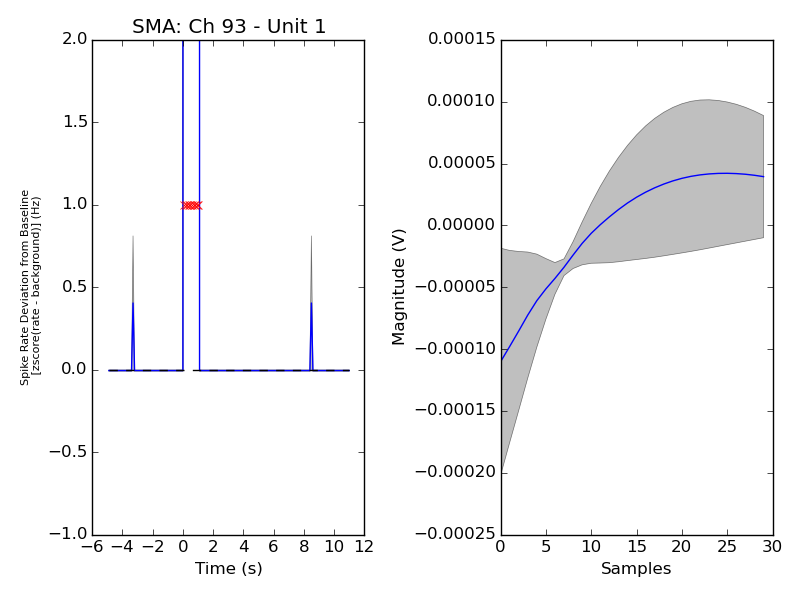 SMA: Ch 93 - Unit 1
2.0
1.5
1.0
0.5
0.0
−0.5
−1.0
−6 −4 −2 0 2 4 6 8 10 12
Time (s)
Spike Rate Deviation from Baseline
[zscore(rate - background)] (Hz)
0.00015
0.00010
0.00005
0.00000
−0.00005
−0.00010
−0.00015
−0.00020
−0.00025
0 5 10 15 20 25 30
Samples
Magnitude (V)